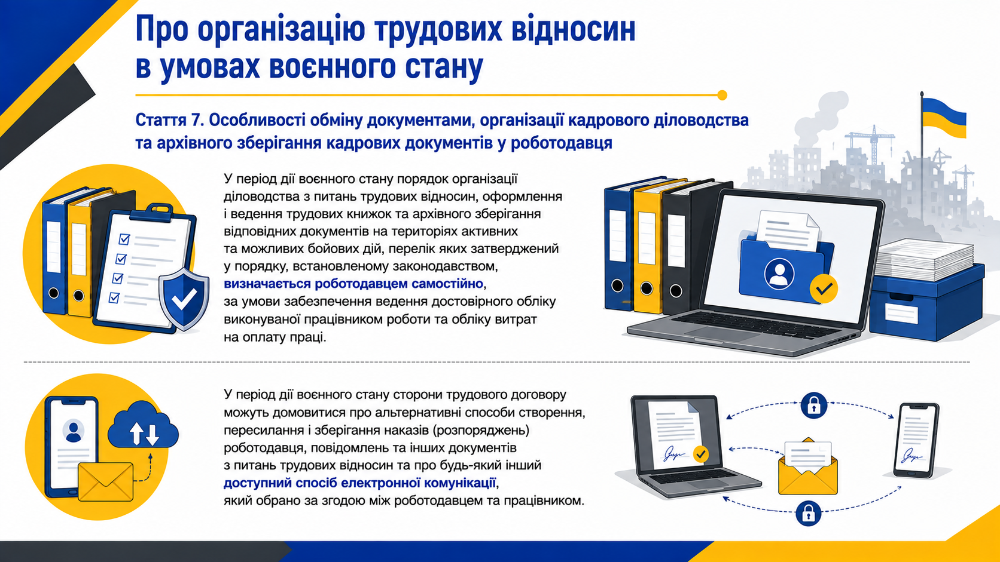 Про організацію трудових відносин
в умовах воєнного стану
Стаття 7. Особливості обміну документами, організації кадрового діловодства
та архівного зберігання кадрових документів у роботодавця
У період дії воєнного стану порядок організації
діловодства з питань трудових відносин, оформлення
і ведення трудових книжок та архівного зберігання
відповідних документів на територіях активних
та можливих бойових дій, перелік яких затверджений
у порядку, встановленому законодавством,
визначається роботодавцем самостійно,
за умови забезпечення ведення достовірного обліку
виконуваної працівником роботи та обліку витрат
на оплату праці.
У період дії воєнного стану сторони трудового договору
можуть домовитися про альтернативні способи створення,
пересилання і зберігання наказів (розпоряджень)
роботодавця, повідомлень та інших документів
з питань трудових відносин та про будь-який інший
доступний спосіб електронної комунікації,
який обрано за згодою між роботодавцем та працівником.